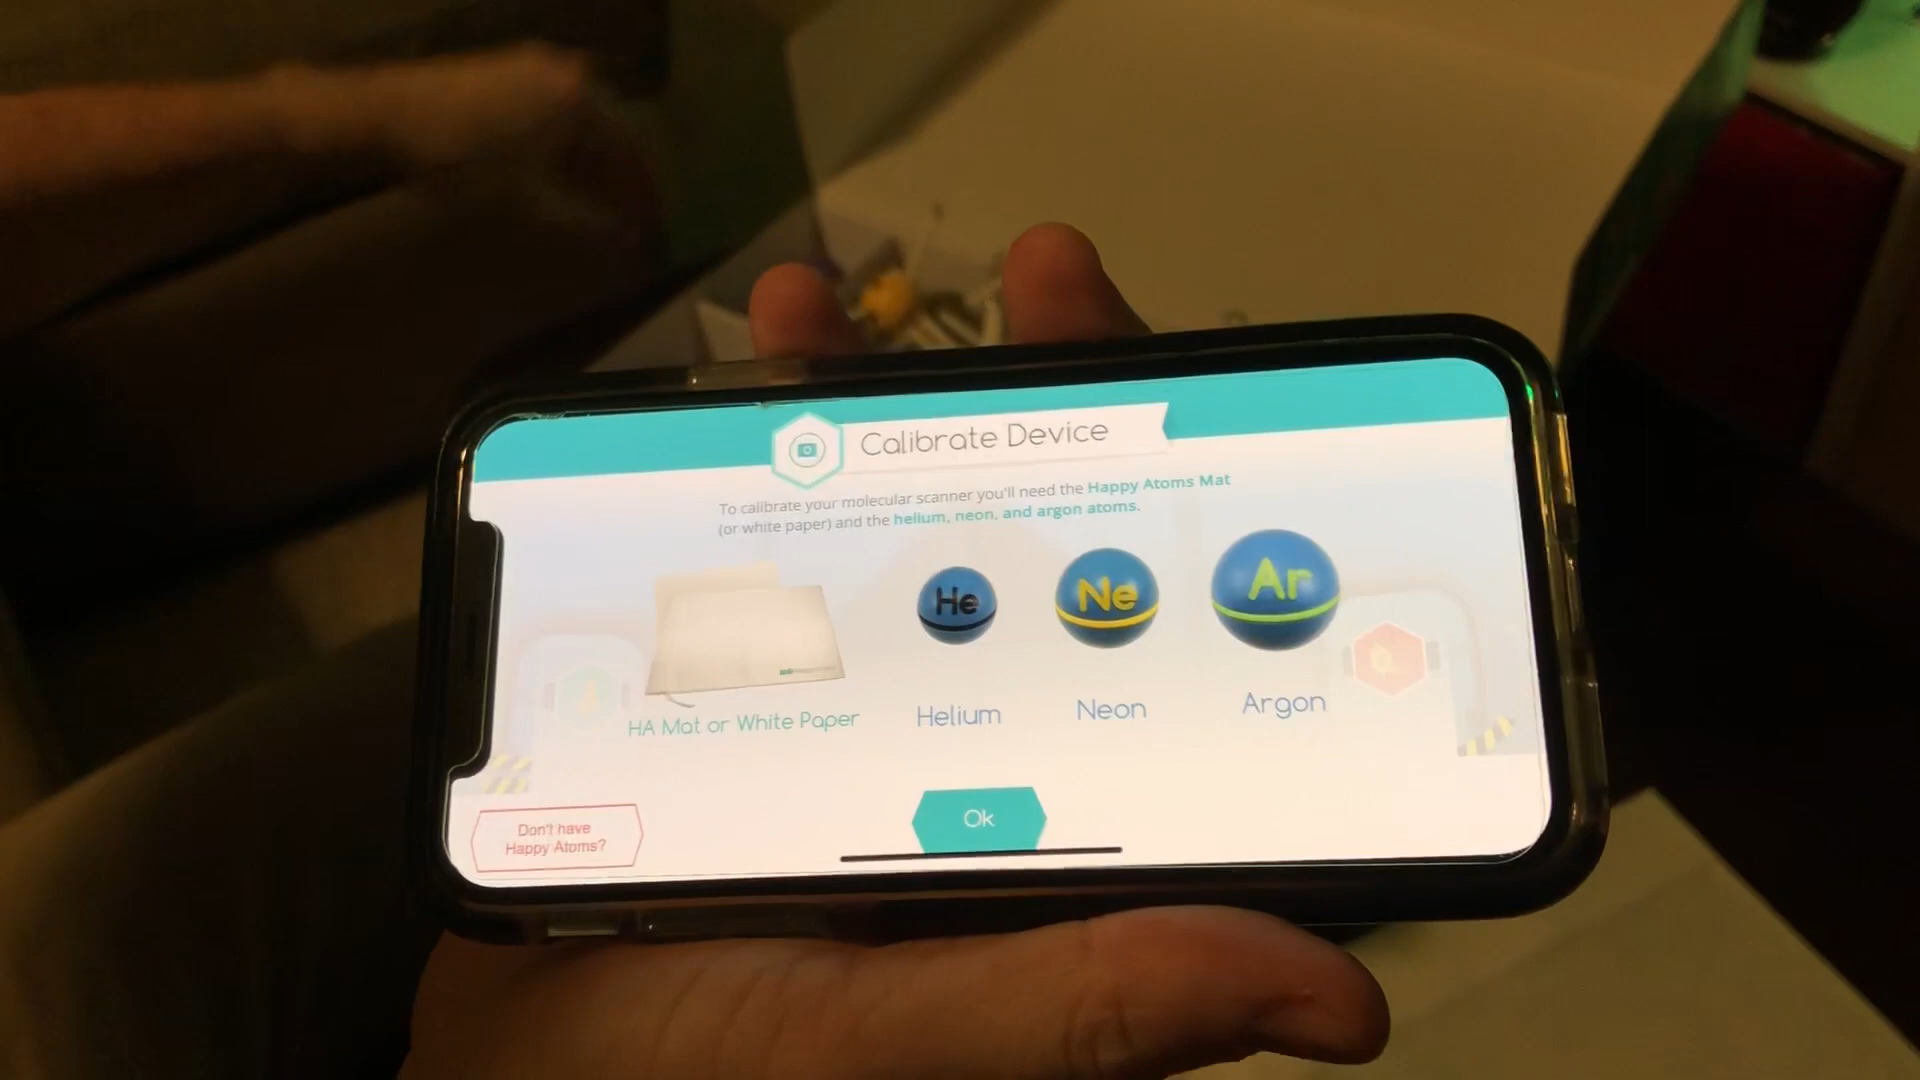 Calibrate Device
To calibrate your molecular scanner you'll need the Happy Atoms Mat
(or white paper) and the helium, neon, and argon atoms.
He
Ne
Ar
HA Mat or White Paper
Helium
Neon
Argon
Don't have
Happy Atoms?
Ok